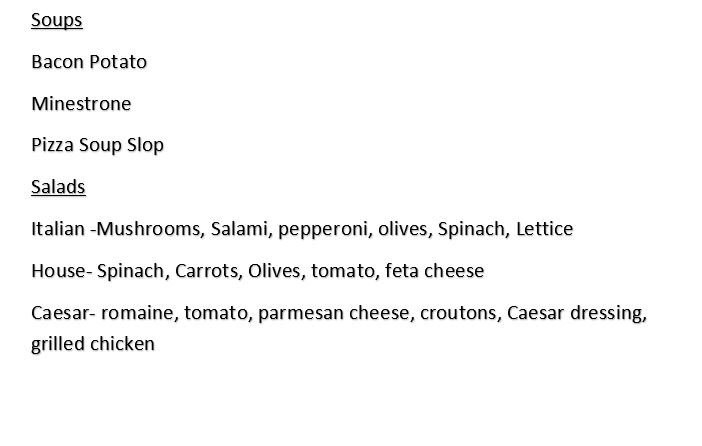 Soups
Bacon Potato
Minestrone
Pizza Soup Slop
Salads
Italian -Mushrooms, Salami, pepperoni, olives, Spinach, Lettice
House- Spinach, Carrots, Olives, tomato, feta cheese
Caesar- romaine, tomato, parmesan cheese, croutons, Caesar dressing,
grilled chicken